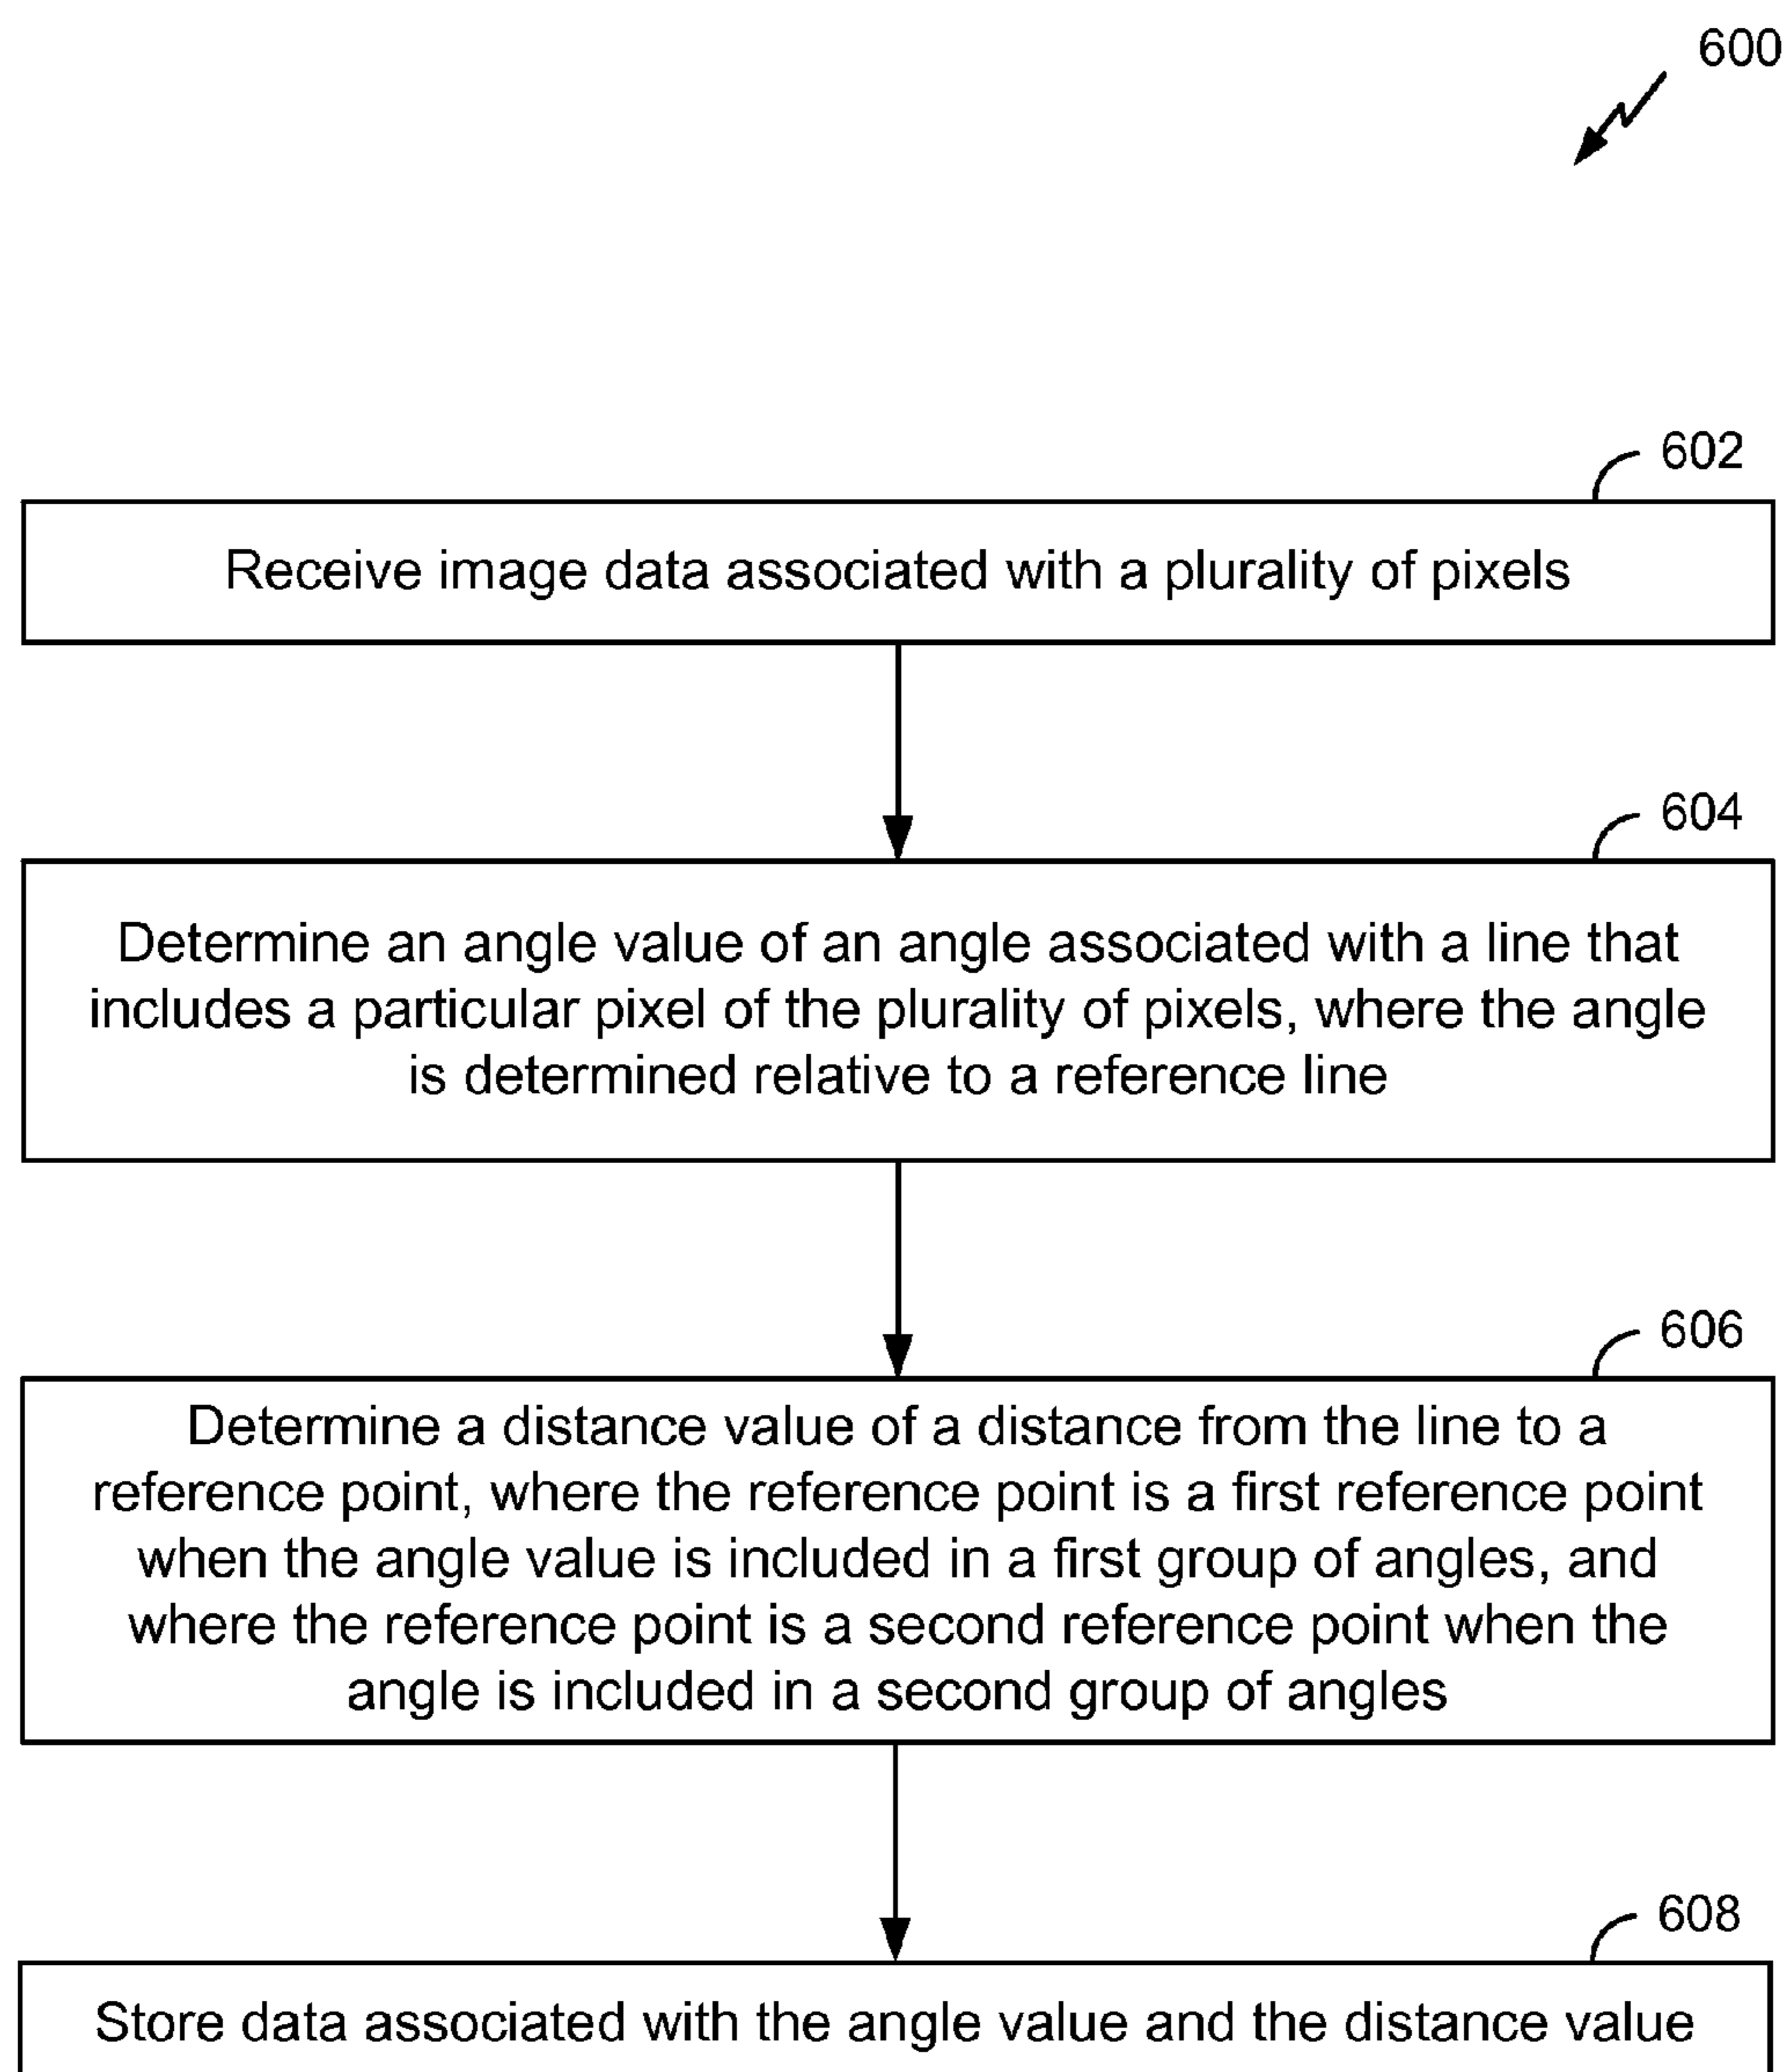 600
602
Receive image data associated with a plurality of pixels
604
Determine an angle value of an angle associated with a line that
includes a particular pixel of the plurality of pixels, where the angle
is determined relative to a reference line
606
Determine a distance value of a distance from the line to a
reference point, where the reference point is a first reference point
when the angle value is included in a first group of angles, and
where the reference point is a second reference point when the
angle is included in a second group of angles
608
Store data associated with the angle value and the distance value